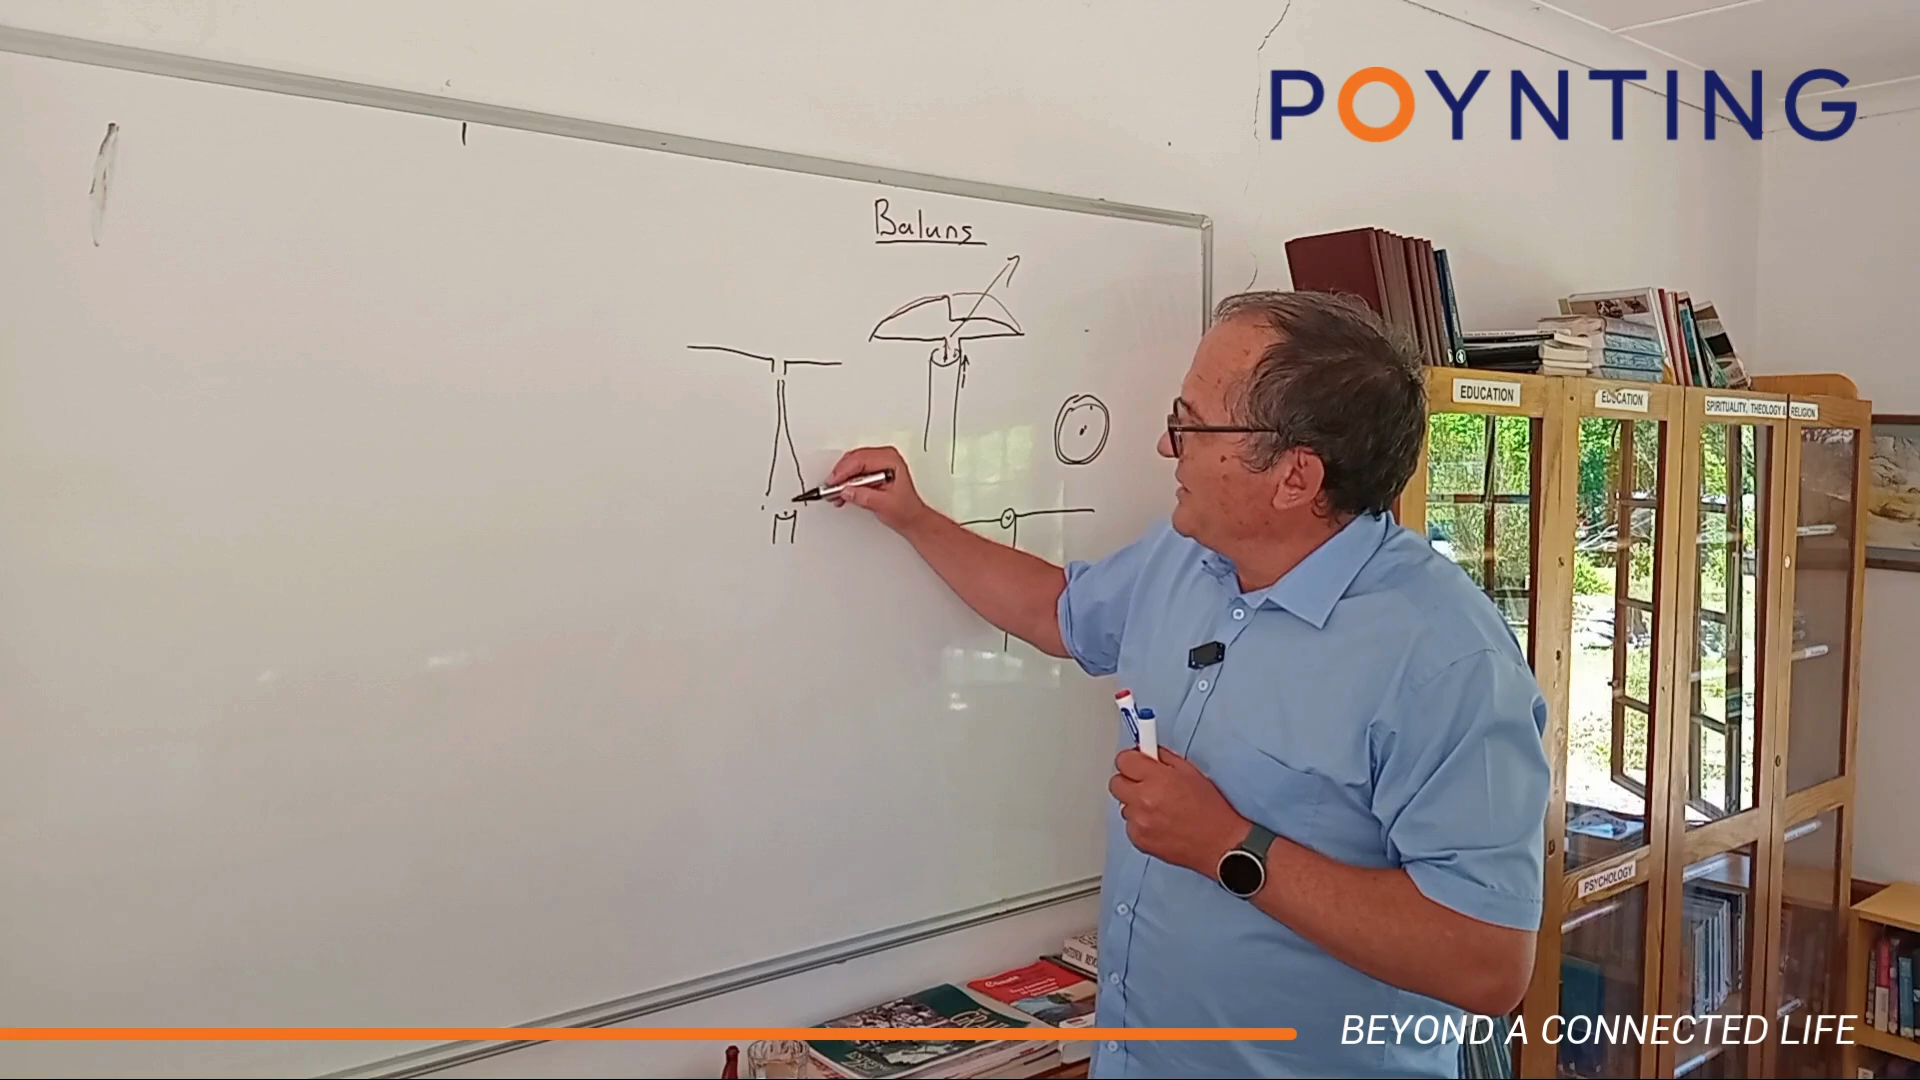 POYNTING
Baluns
EDUCATION
EDUCATION
SPIRITUALITY, THEOLOGY & RELIGION
PSYCHOLOGY
BEYOND A CONNECTED LIFE